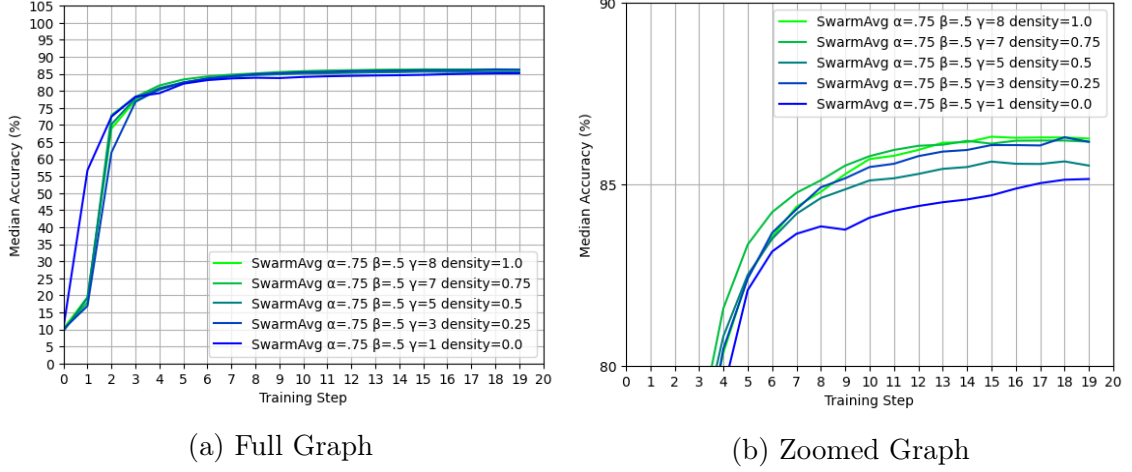 105
100
95
90
85
80
75
70
65
60
55
50
45
40
35
30
25
20
15
10
5
0
Median Accuracy (%)
SwarmAvg α=.75 β=.5 γ=8 density=1.0
SwarmAvg α=.75 β=.5 γ=7 density=0.75
SwarmAvg α=.75 β=.5 γ=5 density=0.5
SwarmAvg α=.75 β=.5 γ=3 density=0.25
SwarmAvg α=.75 β=.5 γ=1 density=0.0
0 1 2 3 4 5 6 7 8 9 10 11 12 13 14 15 16 17 18 19 20
Training Step
(a) Full Graph
90
85
80
Median Accuracy (%)
SwarmAvg α=.75 β=.5 γ=8 density=1.0
SwarmAvg α=.75 β=.5 γ=7 density=0.75
SwarmAvg α=.75 β=.5 γ=5 density=0.5
SwarmAvg α=.75 β=.5 γ=3 density=0.25
SwarmAvg α=.75 β=.5 γ=1 density=0.0
0 1 2 3 4 5 6 7 8 9 10 11 12 13 14 15 16 17 18 19 20
Training Step
(b) Zoomed Graph